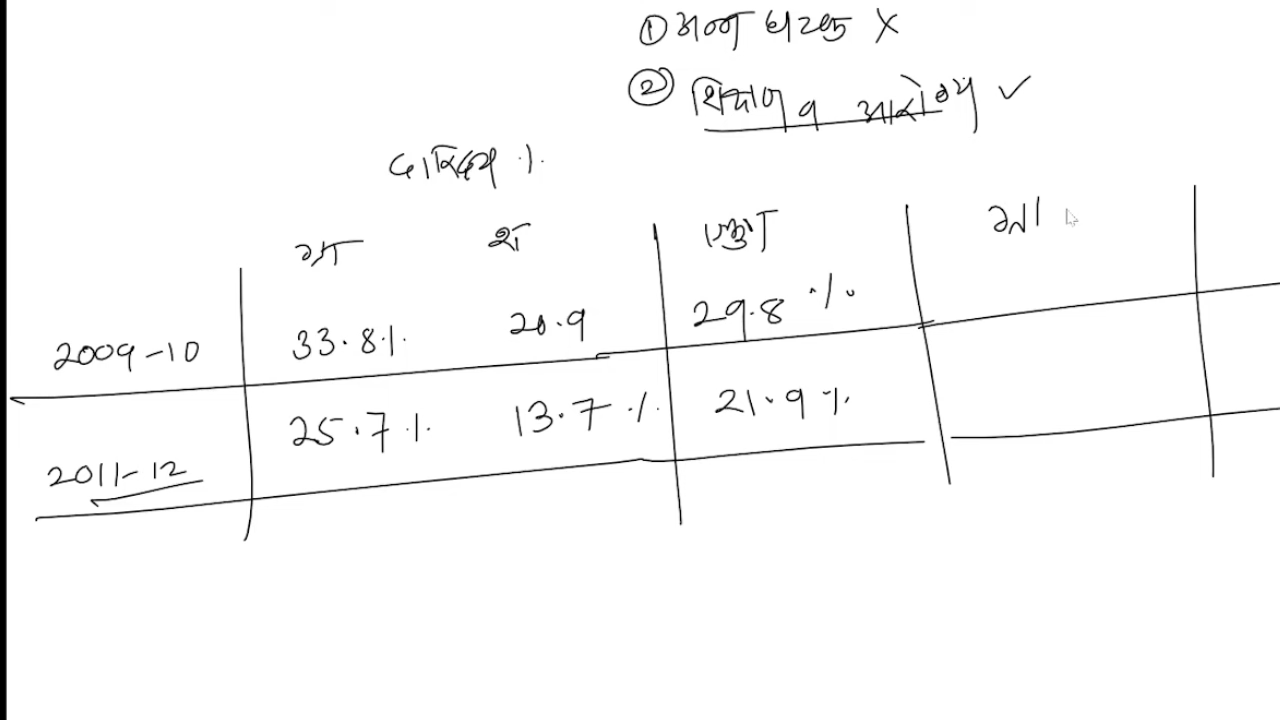 ① अन्न घटक X
② शिक्षण व आरोग्य ✓
दारिद्र्य %
ग्रा श
2009-10 33.8% 20.9 29.8 %
25.7% 13.7 % 21.9 %
2011-12